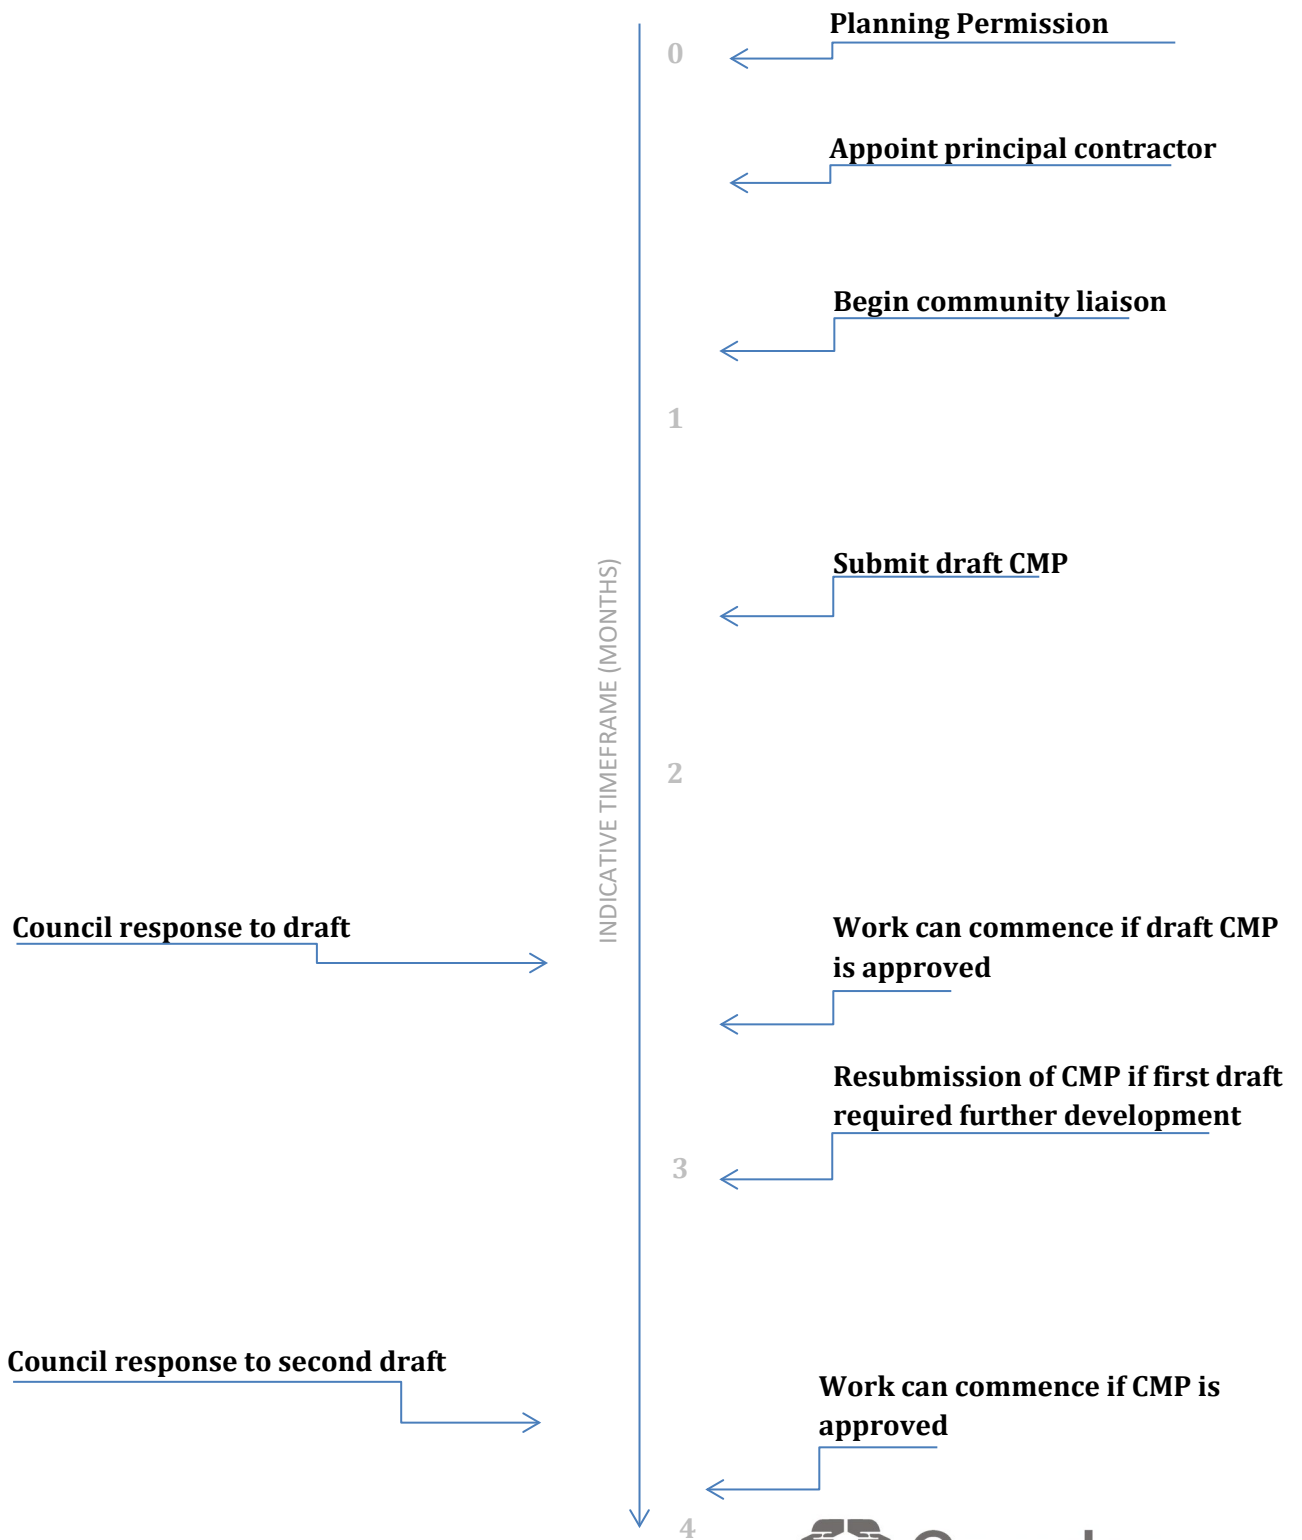 Planning Permission
0
Appoint principal contractor
Begin community liaison
1
Submit draft CMP
INDICATIVE TIMEFRAME (MONTHS)
2
Council response to draft
Work can commence if draft CMP
is approved
Resubmission of CMP if first draft
required further development
3
Council response to second draft
Work can commence if CMP is
approved
4